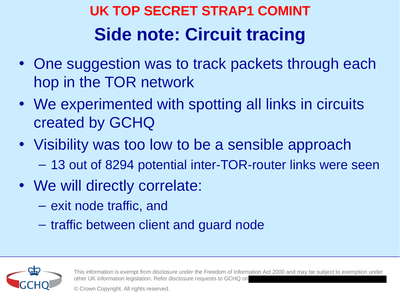 UK TOP SECRET STRAP1 COMINT
Side note: Circuit tracing
• One suggestion was to track packets through each
hop in the TOR network
• We experimented with spotting all links in circuits
created by GCHQ
• Visibility was too low to be a sensible approach
– 13 out of 8294 potential inter-TOR-router links were seen
• We will directly correlate:
– exit node traffic, and
– traffic between client and guard node
GCHQ
This information is exempt from disclosure under the Freedom of Information Act 2000 and may be subject to exemption under
other UK information legislation. Refer disclosure requests to GCHQ on
© Crown Copyright. All rights reserved.